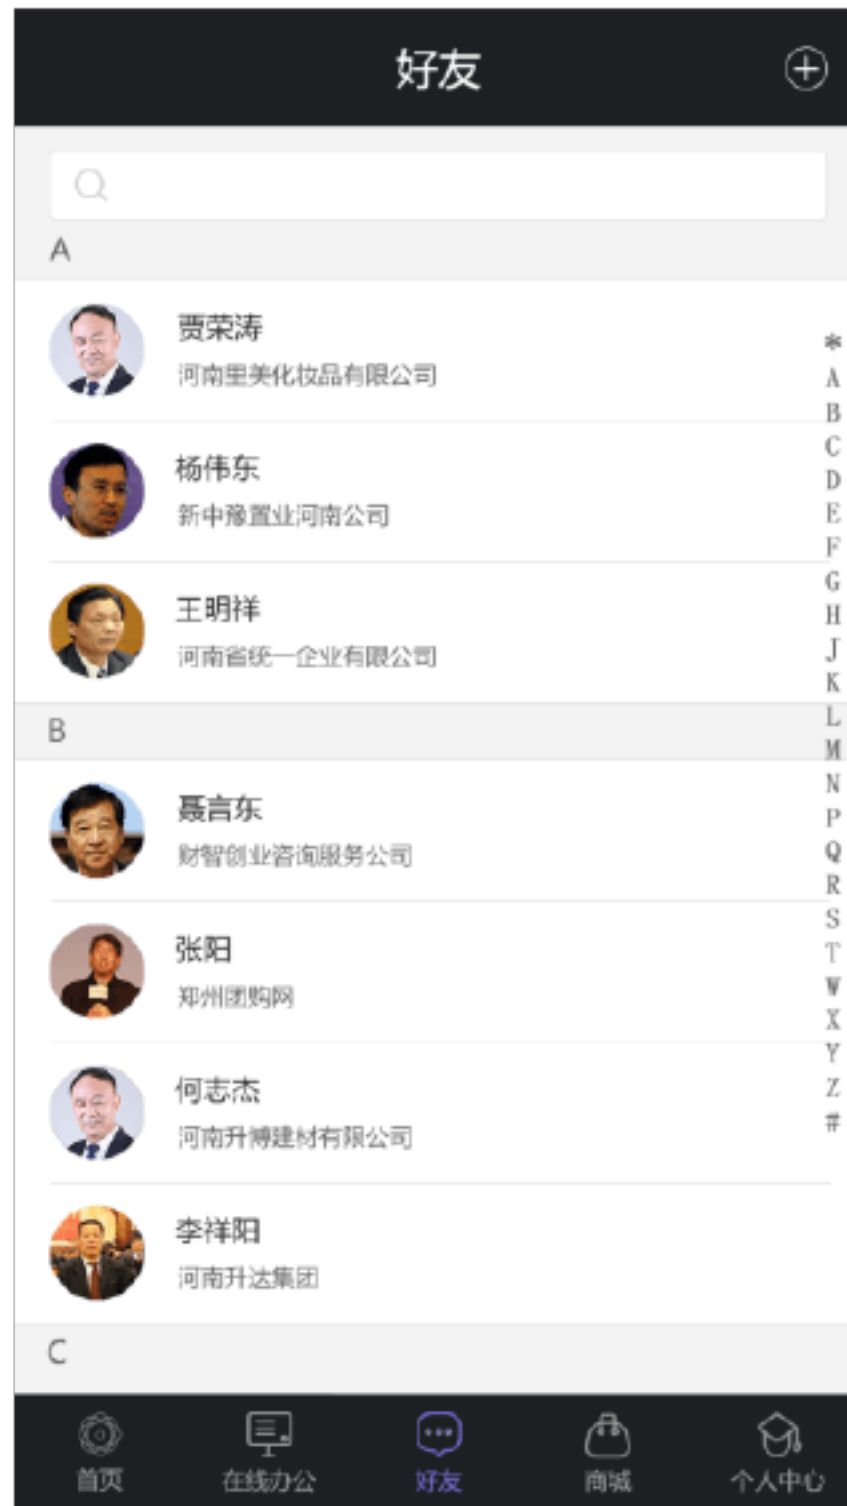 好友
A
贾荣涛
河南里美化妆品有限公司
杨伟东
新中豫置业河南公司
王明祥
河南省统一企业有限公司
B
聂言东
财智创业咨询服务公司
张阳
郑州团购网
何志杰
河南升博建材有限公司
李祥阳
河南升达集团
C
*
A
B
C
D
E
F
G
H
J
K
L
M
N
P
Q
R
S
T
W
X
Y
Z
#
首页
在线办公
好友
商城
个人中心